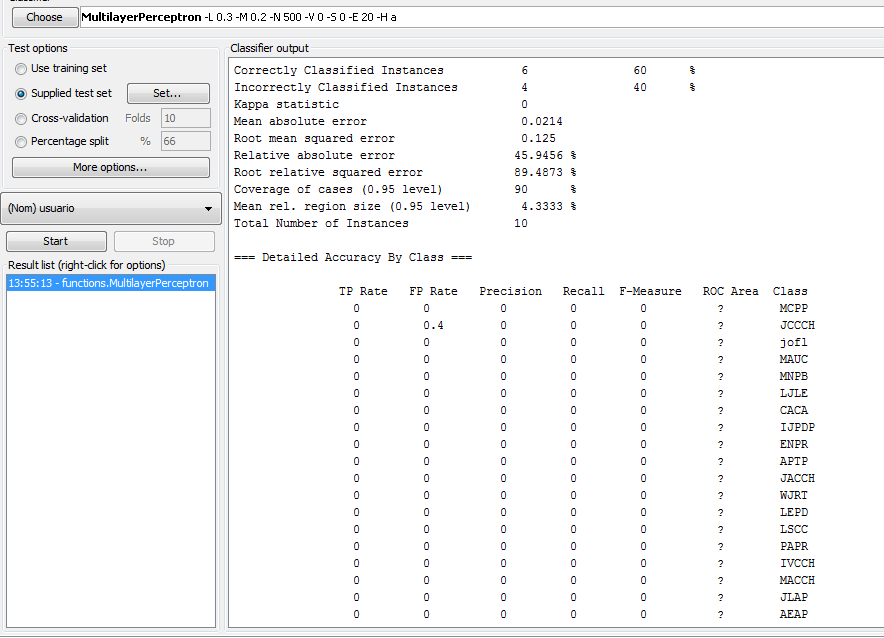 Choose MultilayerPerceptron -L 0.3 -M 0.2 -N 500 -V 0 -S 0 -E 20 -H a
Test options
Use training set
Supplied test set Set...
Cross-validation Folds 10
Percentage split % 66
More options...
(Nom) usuario
Start Stop
Result list (right-click for options)
13:55:13 - functions.MultilayerPerceptron
Classifier output
Correctly Classified Instances 6 60 %
Incorrectly Classified Instances 4 40 %
Kappa statistic 0
Mean absolute error 0.0214
Root mean squared error 0.125
Relative absolute error 45.9456 %
Root relative squared error 89.4873 %
Coverage of cases (0.95 level) 90 %
Mean rel. region size (0.95 level) 4.3333 %
Total Number of Instances 10
=== Detailed Accuracy By Class ===
TP Rate FP Rate Precision Recall F-Measure ROC Area Class
0 0 0 0 0 ? MCPP
0 0.4 0 0 0 ? JCCCH
0 0 0 0 0 ? jofl
0 0 0 0 0 ? MAUC
0 0 0 0 0 ? MNPB
0 0 0 0 0 ? LJLE
0 0 0 0 0 ? CACA
0 0 0 0 0 ? IJPDP
0 0 0 0 0 ? ENPR
0 0 0 0 0 ? APTP
0 0 0 0 0 ? JACCH
0 0 0 0 0 ? WJRT
0 0 0 0 0 ? LEPD
0 0 0 0 0 ? LSCC
0 0 0 0 0 ? PAPR
0 0 0 0 0 ? IVCCH
0 0 0 0 0 ? MACCH
0 0 0 0 0 ? JLAP
0 0 0 0 0 ? AEAP